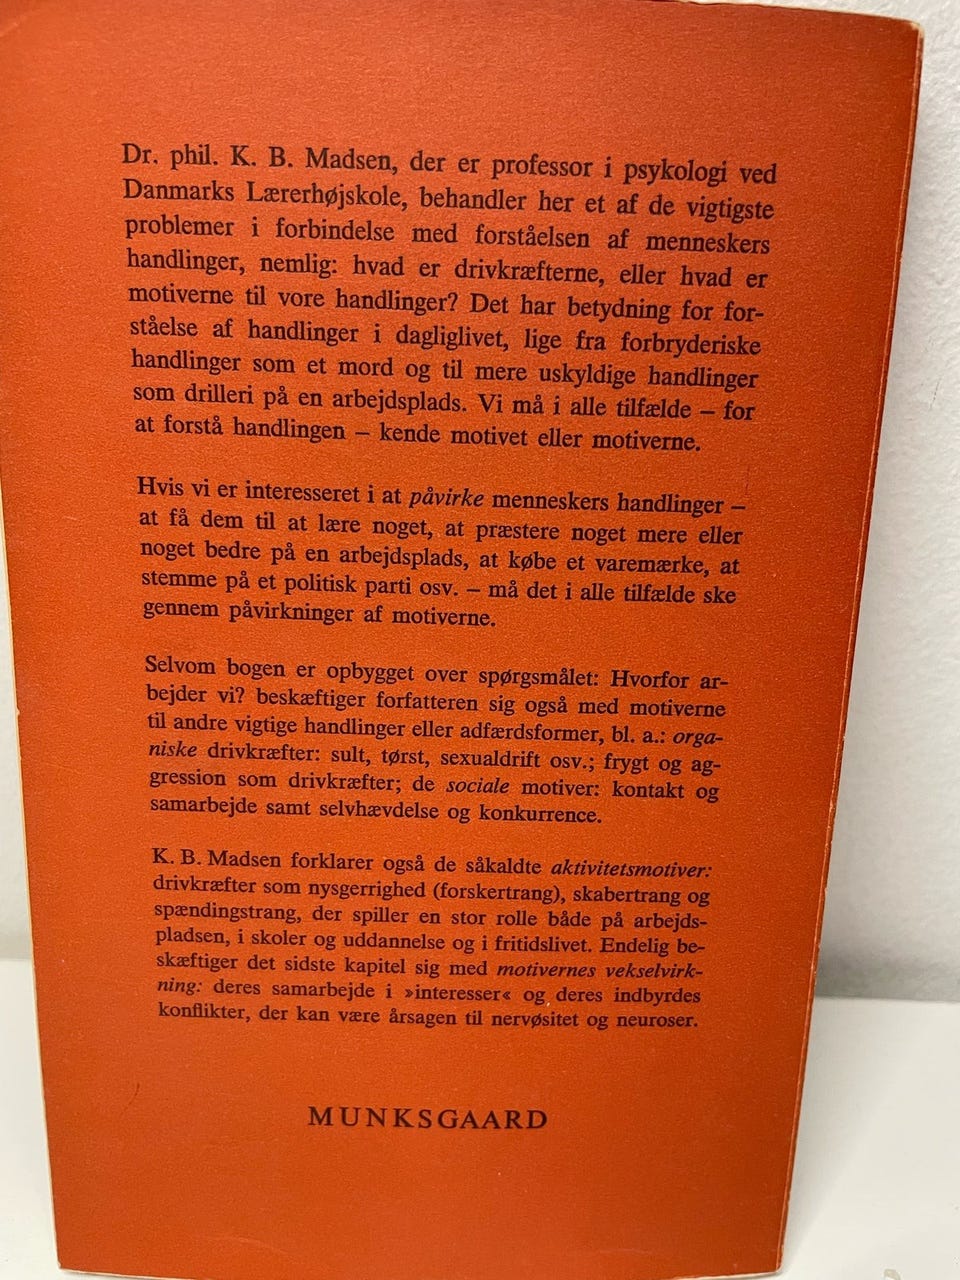 Dr. phil. K. B. Madsen, der er professor i psykologi ved
Danmarks Lærerhøjskole, behandler her et af de vigtigste
problemer i forbindelse med forståelsen af menneskers
handlinger, nemlig: hvad er drivkræfterne, eller hvad er
motiverne til vore handlinger? Det har betydning for for-
ståelse af handlinger i dagliglivet, lige fra forbryderiske
handlinger som et mord og til mere uskyldige handlinger
som drilleri på en arbejdsplads. Vi må i alle tilfælde – for
at forstå handlingen – kende motivet eller motiverne.
Hvis vi er interesseret i at påvirke menneskers handlinger –
at få dem til at lære noget, at præstere noget mere eller
noget bedre på en arbejdsplads, at købe et varemærke, at
stemme på et politisk parti osv. – må det i alle tilfælde ske
gennem påvirkninger af motiverne.
Selvom bogen er opbygget over spørgsmålet: Hvorfor ar-
bejder vi? beskæftiger forfatteren sig også med motiverne
til andre vigtige handlinger eller adfærdsformer, bl. a.: orga-
niske drivkræfter: sult, tørst, sexualdrift osv.; frygt og ag-
gression som drivkræfter; de sociale motiver: kontakt og
samarbejde samt selvhævdelse og konkurrence.
K. B. Madsen forklarer også de såkaldte aktivitetsmotiver:
drivkræfter som nysgerrighed (forskertrang), skabertrang og
spændingstrang, der spiller en stor rolle både på arbejds-
pladsen, i skoler og uddannelse og i fritidslivet. Endelig be-
skæftiger det sidste kapitel sig med motivernes vekselvirk-
ning: deres samarbejde i »interesser« og deres indbyrdes
konflikter, der kan være årsagen til nervøsitet og neuroser.
MUNKSGAARD